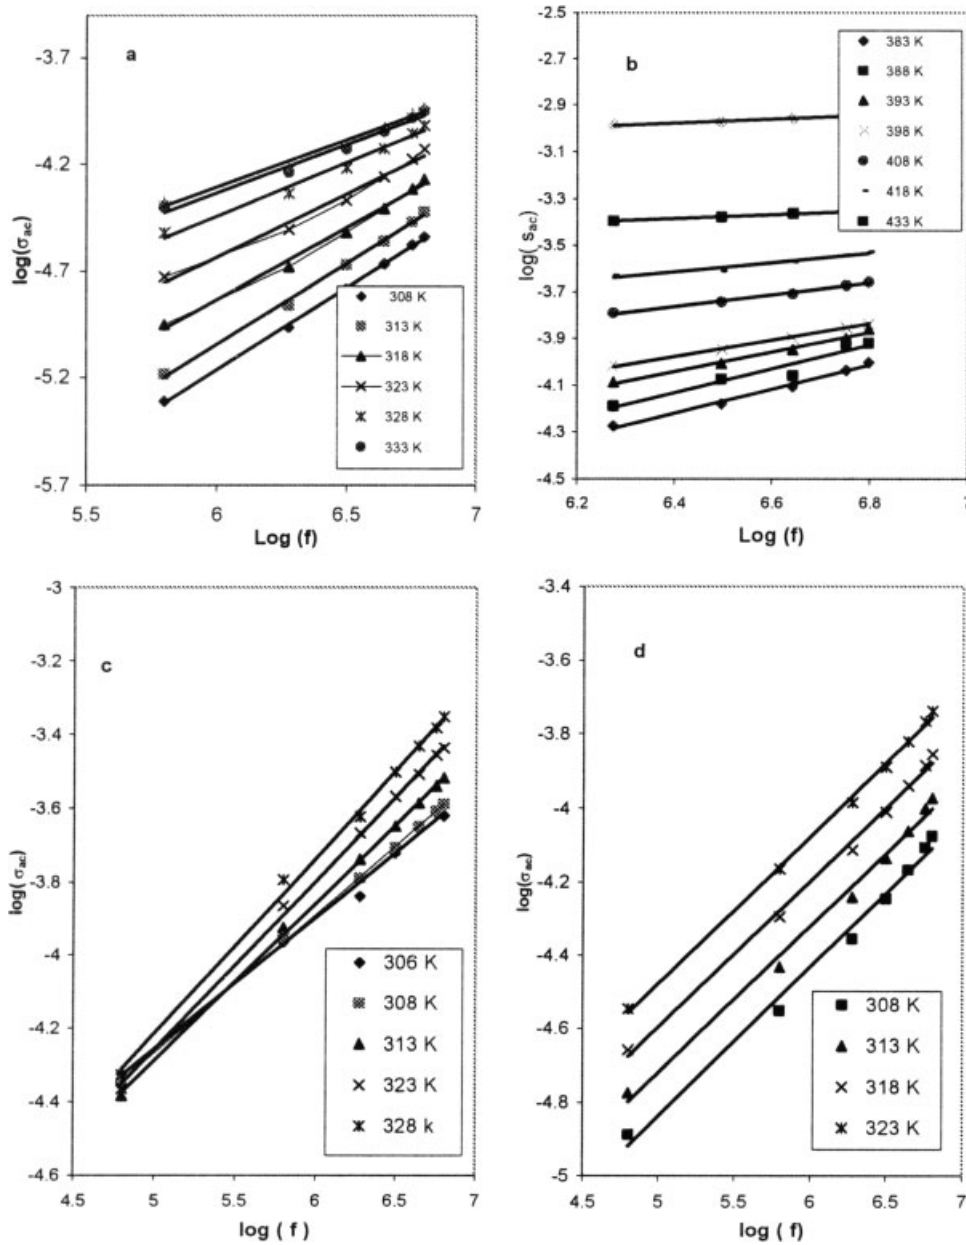 a
-3.7
-4.2
-4.7
-5.2
-5.7
5.5
6
6.5
7
log(σac)
Log (f)
308 K
313 K
318 K
323 K
328 K
333 K
b
-2.5
-2.7
-2.9
-3.1
-3.3
-3.5
-3.7
-3.9
-4.1
-4.3
-4.5
6.2
6.4
6.6
6.8
log( sac)
Log (f)
383 K
388 K
393 K
398 K
408 K
418 K
433 K
c
-3
-3.2
-3.4
-3.6
-3.8
-4
-4.2
-4.4
-4.6
4.5
5
5.5
6
6.5
7
log(σac)
log ( f )
306 K
308 K
313 K
323 K
328 k
d
-3.4
-3.6
-3.8
-4
-4.2
-4.4
-4.6
-4.8
-5
4.5
5
5.5
6
6.5
7
log(σac)
log (f)
308 K
313 K
318 K
323 K